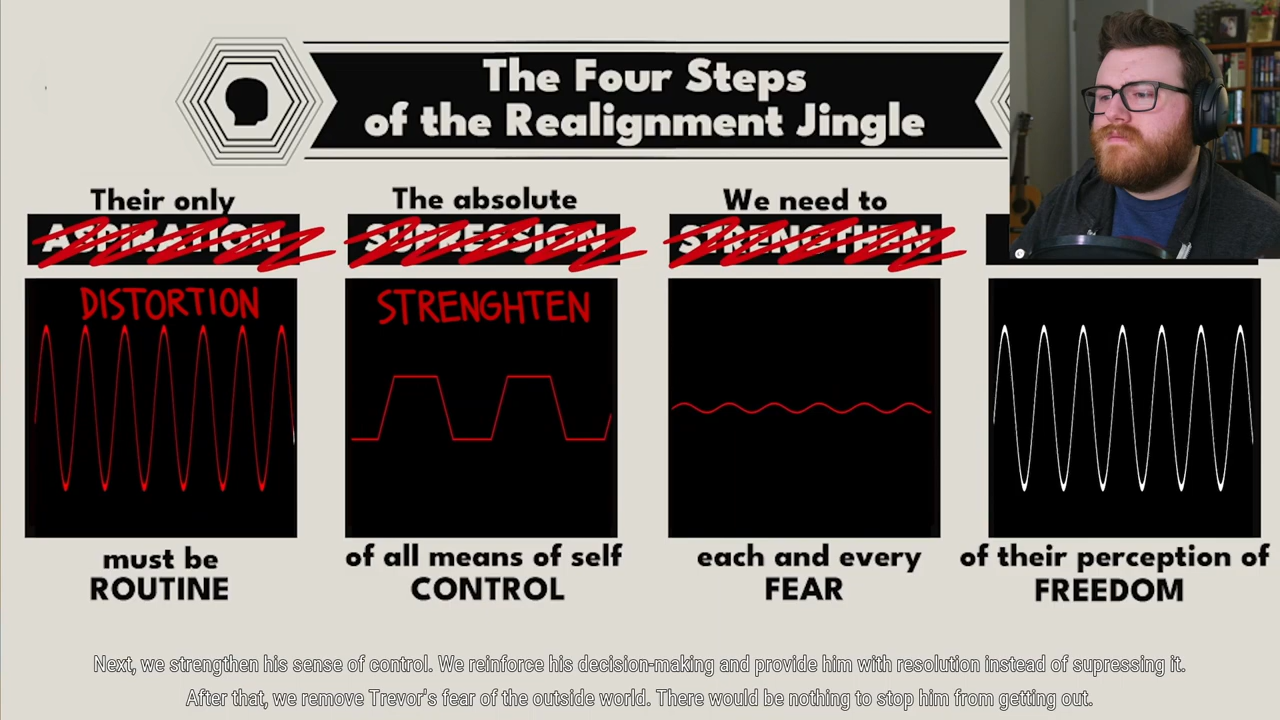 The Four Steps
of the Realignment Jingle
Their only
ASPIRATION
DISTORTION
must be
ROUTINE
The absolute
SUPRESSION
STRENGHTEN
of all means of self
CONTROL
We need to
STRENGTHEN
each and every
FEAR
of their perception of
FREEDOM
Next, we strengthen his sense of control. We reinforce his decision-making and provide him with resolution instead of supressing it.
After that, we remove Trevor's fear of the outside world. There would be nothing to stop him from getting out.